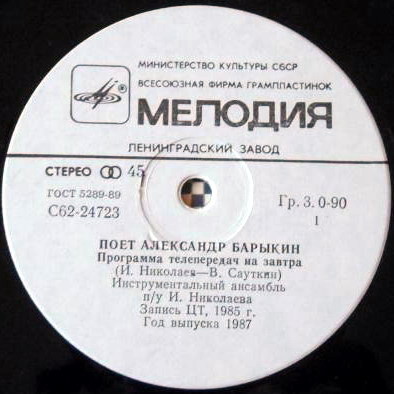 МИНИСТЕРСТВО КУЛЬТУРЫ СССР
ВСЕСОЮЗНАЯ ФИРМА ГРАМПЛАСТИНОК
МЕЛОДИЯ
ЛЕНИНГРАДСКИЙ ЗАВОД
СТЕРЕО 45
ГОСТ 5289-89
С62-24723
Гр. 3. 0-90
1
ПОЕТ АЛЕКСАНДР БАРЫКИН
Программа телепередач на завтра
(И. Николаев—В. Сауткин)
Инструментальный ансамбль
п/у И. Николаева
Запись ЦТ, 1985 г.
Год выпуска 1987